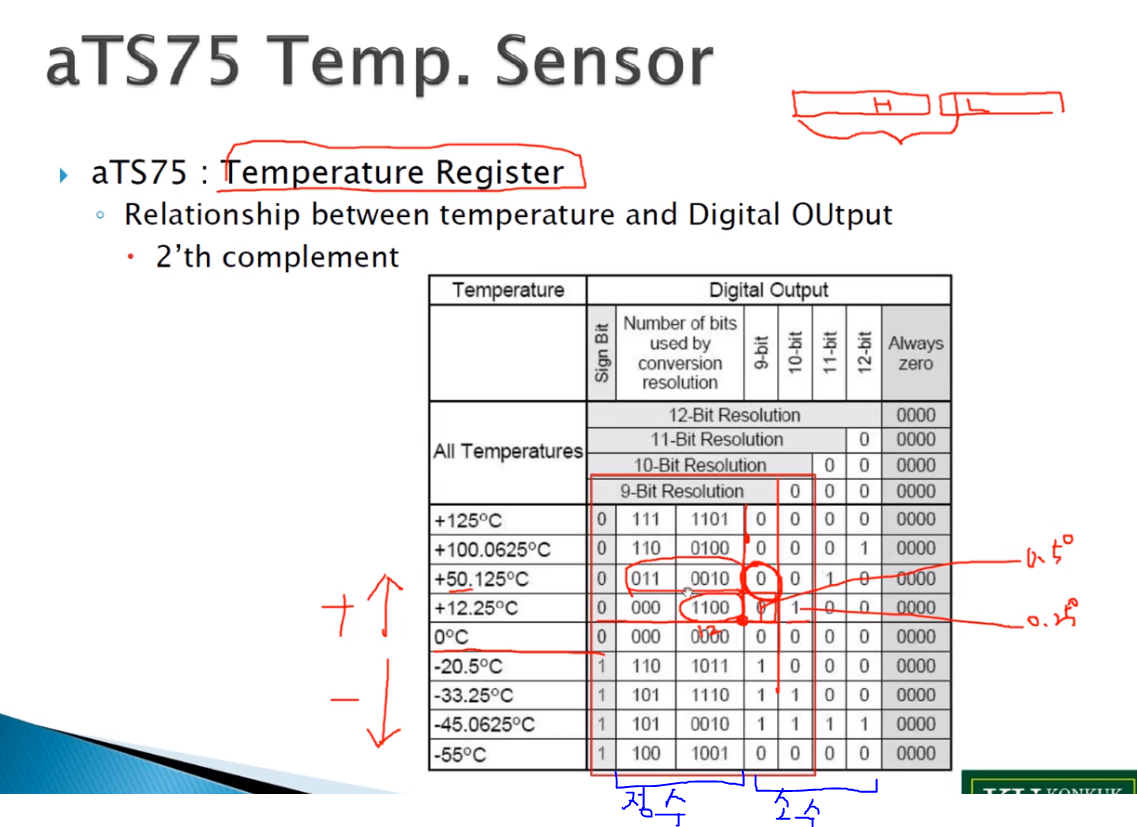 aTS75 Temp. Sensor
H L
aTS75 : Temperature Register
Relationship between temperature and Digital OUtput
2'th complement
Temperature Digital Output
Sign Bit Number of bits used by conversion resolution 9-bit 10-bit 11-bit 12-bit Always zero
All Temperatures 12-Bit Resolution 0000
11-Bit Resolution 0 0000
10-Bit Resolution 0 0 0000
9-Bit Resolution 0 0 0 0000
+125°C 0 111 1101 0 0 0 0 0000
+100.0625°C 0 110 0100 0 0 0 1 0000
0.5°
+50.125°C 0 011 0010 0 0 1 0 0000
+ +12.25°C 0 000 1100 0 1 0 0 0000
0.25°
12
0°C 0 000 0000 0 0 0 0 0000
-20.5°C 1 110 1011 1 0 0 0 0000
- -33.25°C 1 101 1110 1 1 0 0 0000
-45.0625°C 1 101 0010 1 1 1 1 0000
-55°C 1 100 1001 0 0 0 0 0000
정수 소수
KU KONKUK